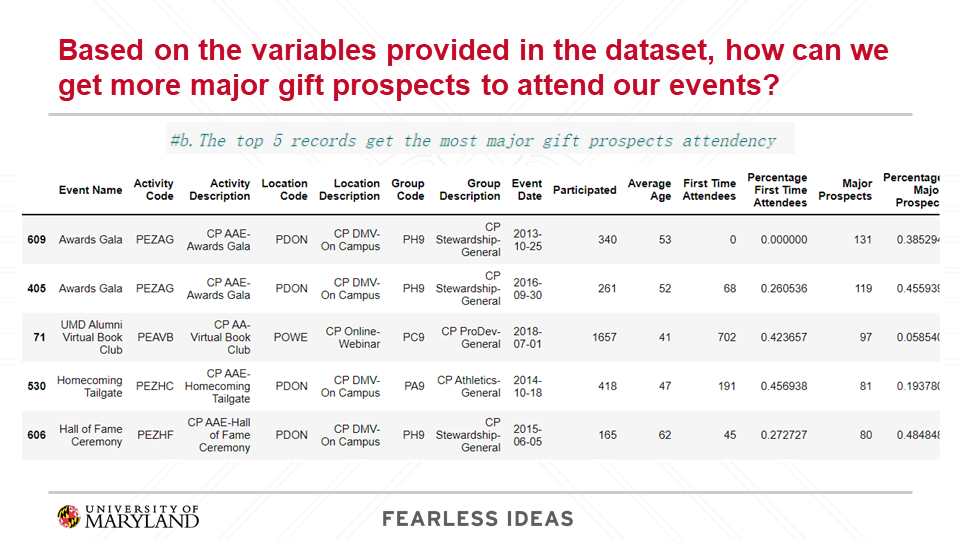 Based on the variables provided in the dataset, how can we
get more major gift prospects to attend our events?
#b. The top 5 records get the most major gift prospects attendency
Event Name Activity Code Activity Description Location Code Location Description Group Code Group Description Event Date Participated Average Age First Time Attendees Percentage First Time Attendees Major Prospects Percentage Majo Prospec
609 Awards Gala PEZAG CP AAE-Awards Gala PDON CP DMV-On Campus PH9 CP Stewardship-General 2013-10-25 340 53 0 0.000000 131 0.38529
405 Awards Gala PEZAG CP AAE-Awards Gala PDON CP DMV-On Campus PH9 CP Stewardship-General 2016-09-30 261 52 68 0.260536 119 0.45593
71 UMD Alumni Virtual Book Club PEAVB CP AA-Virtual Book Club POWE CP Online-Webinar PC9 CP ProDev-General 2018-07-01 1657 41 702 0.423657 97 0.05854
530 Homecoming Tailgate PEZHC CP AAE-Homecoming Tailgate PDON CP DMV-On Campus PA9 CP Athletics-General 2014-10-18 418 47 191 0.456938 81 0.19378
606 Hall of Fame Ceremony PEZHF CP AAE-Hall of Fame Ceremony PDON CP DMV-On Campus PH9 CP Stewardship-General 2015-06-05 165 62 45 0.272727 80 0.48484
UNIVERSITY OF
MARYLAND
FEARLESS IDEAS